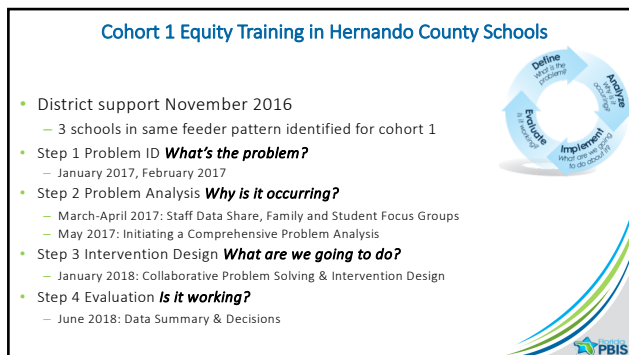 Cohort 1 Equity Training in Hernando County Schools
Define
what is the
problem?
Analyze
why is it
occurring?
Implement
What are we going
to do about it?
Evaluate
Is it working?
• District support November 2016
– 3 schools in same feeder pattern identified for cohort 1
• Step 1 Problem ID What's the problem?
– January 2017, February 2017
• Step 2 Problem Analysis Why is it occurring?
– March-April 2017: Staff Data Share, Family and Student Focus Groups
– May 2017: Initiating a Comprehensive Problem Analysis
• Step 3 Intervention Design What are we going to do?
– January 2018: Collaborative Problem Solving & Intervention Design
• Step 4 Evaluation Is it working?
– June 2018: Data Summary & Decisions
Florida
PBIS